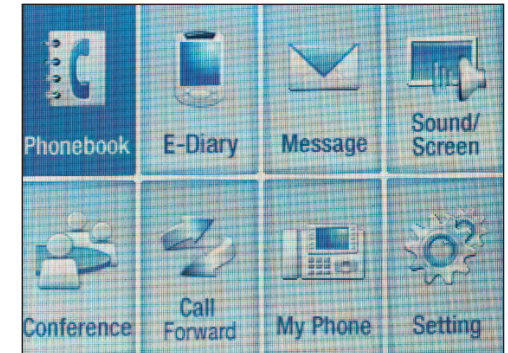 Phonebook
E-Diary
Message
Sound/
Screen
Conference
Call
Forward
My Phone
Setting